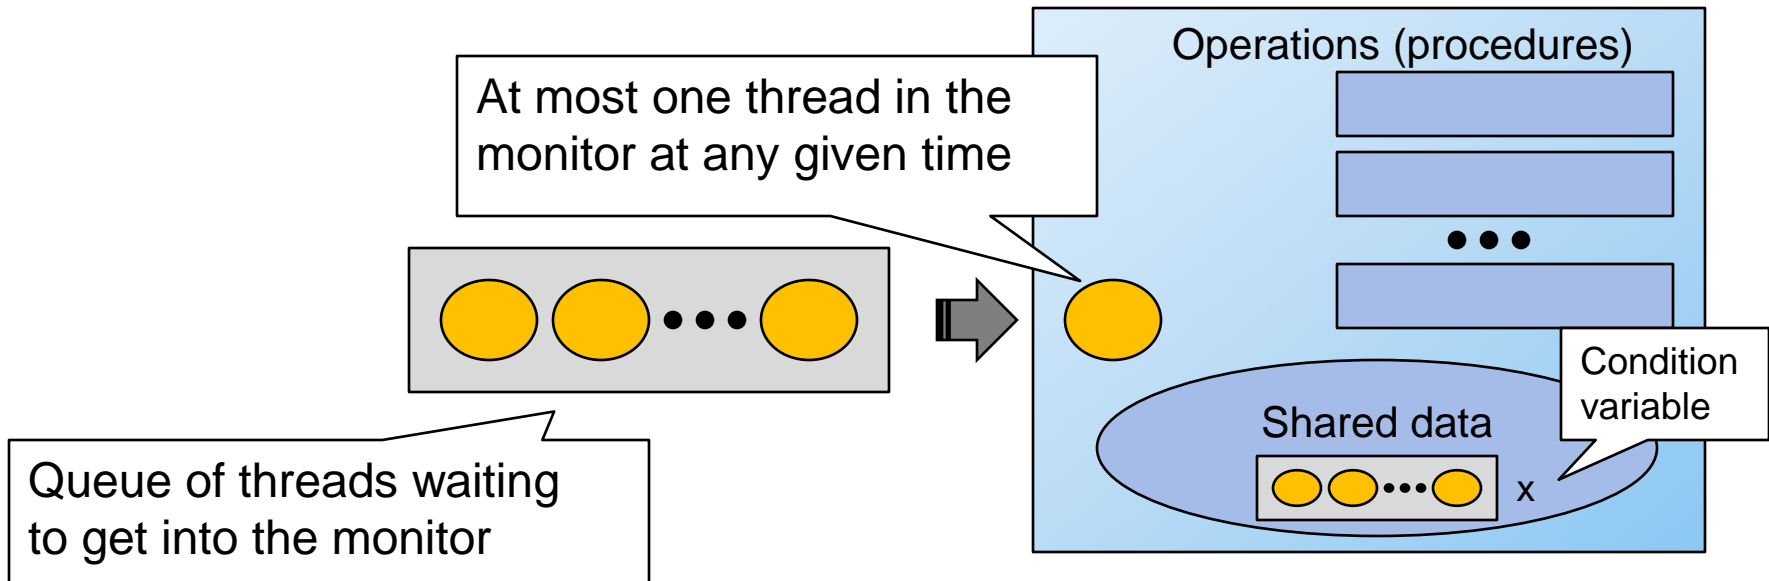 Operations (procedures)
At most one thread in the
monitor at any given time
Condition
variable
Shared data
x
Queue of threads waiting
to get into the monitor